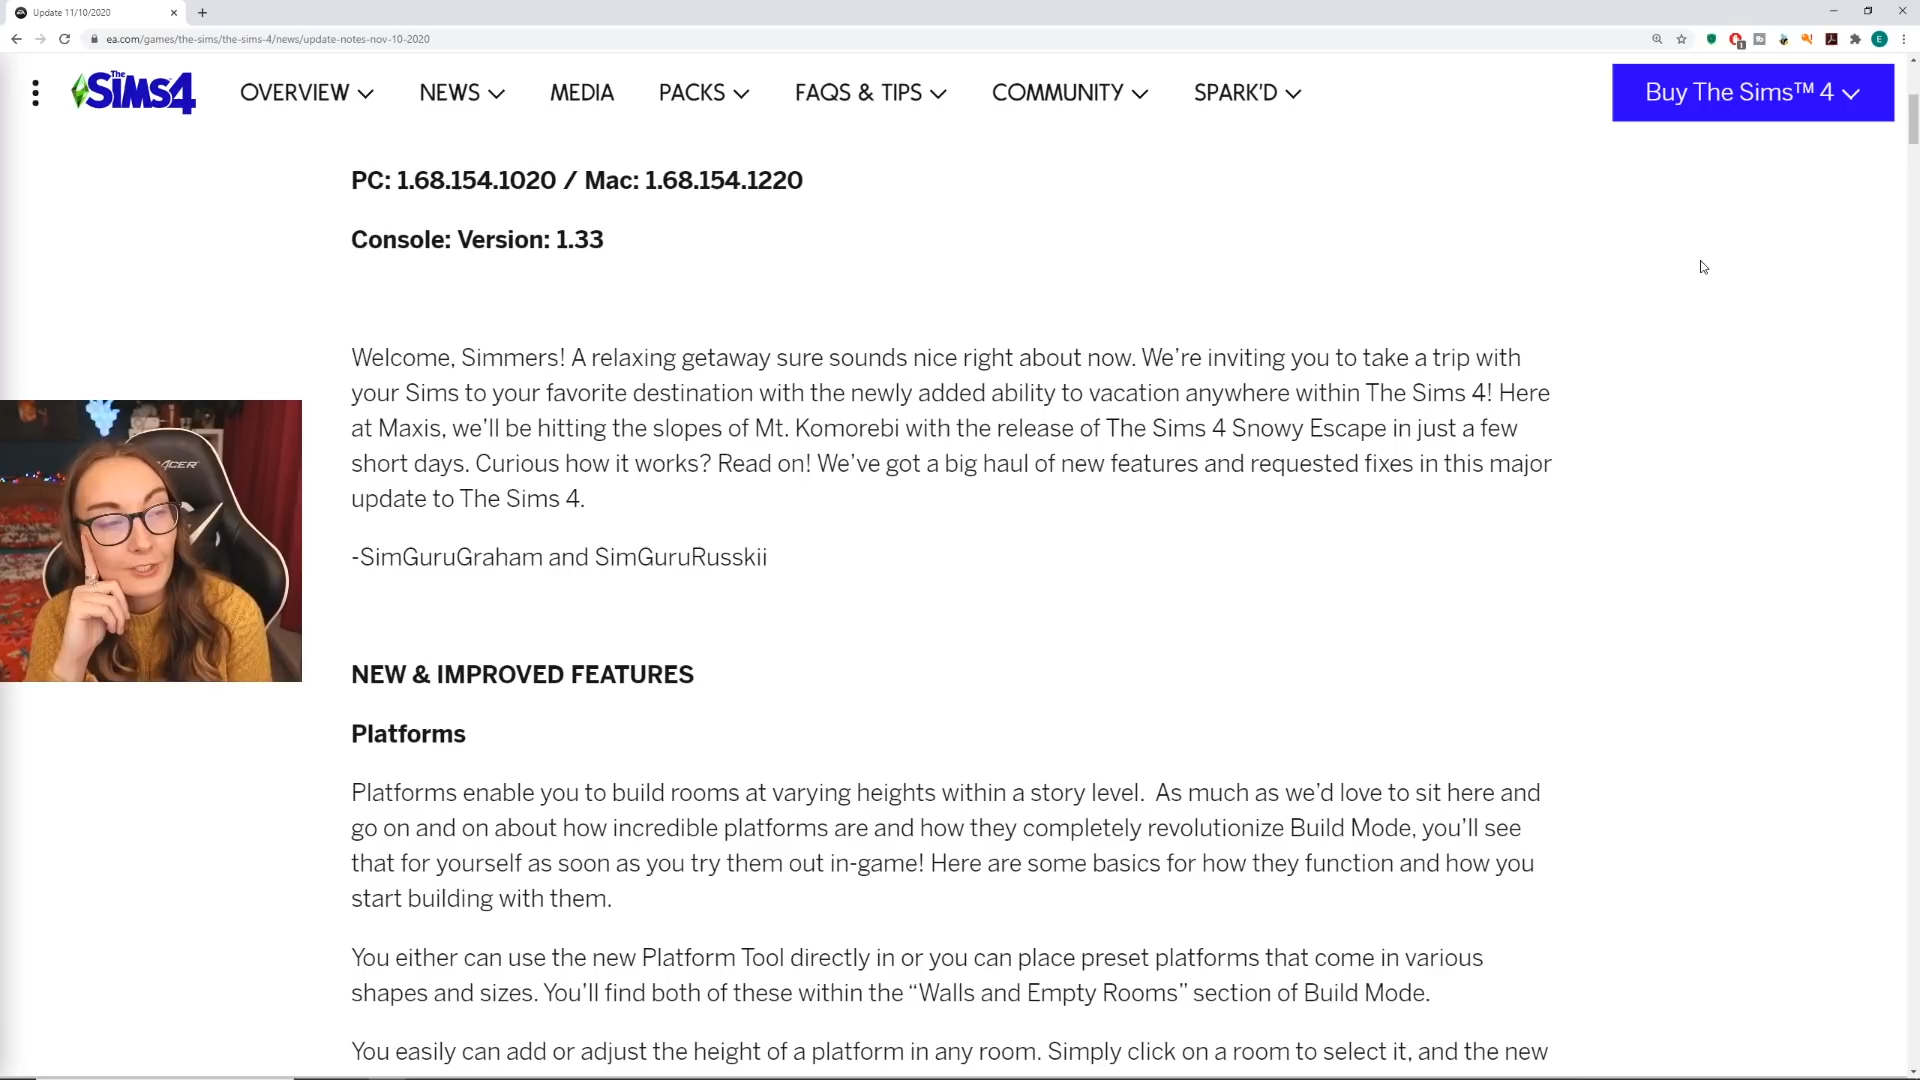 Update 11/10/2020
ea.com/games/the-sims/the-sims-4/news/update-notes-nov-10-2020
The SIMS 4
OVERVIEW
NEWS
MEDIA
PACKS
FAQS & TIPS
COMMUNITY
SPARK'D
Buy The Sims™ 4
PC: 1.68.154.1020 / Mac: 1.68.154.1220
Console: Version: 1.33
Welcome, Simmers! A relaxing getaway sure sounds nice right about now. We’re inviting you to take a trip with
your Sims to your favorite destination with the newly added ability to vacation anywhere within The Sims 4! Here
at Maxis, we’ll be hitting the slopes of Mt. Komorebi with the release of The Sims 4 Snowy Escape in just a few
short days. Curious how it works? Read on! We’ve got a big haul of new features and requested fixes in this major
update to The Sims 4.
-SimGuruGraham and SimGuruRusskii
NEW & IMPROVED FEATURES
Platforms
Platforms enable you to build rooms at varying heights within a story level.  As much as we’d love to sit here and
go on and on about how incredible platforms are and how they completely revolutionize Build Mode, you’ll see
that for yourself as soon as you try them out in-game! Here are some basics for how they function and how you
start building with them.
You either can use the new Platform Tool directly in or you can place preset platforms that come in various
shapes and sizes. You’ll find both of these within the “Walls and Empty Rooms” section of Build Mode.
You easily can add or adjust the height of a platform in any room. Simply click on a room to select it, and the new